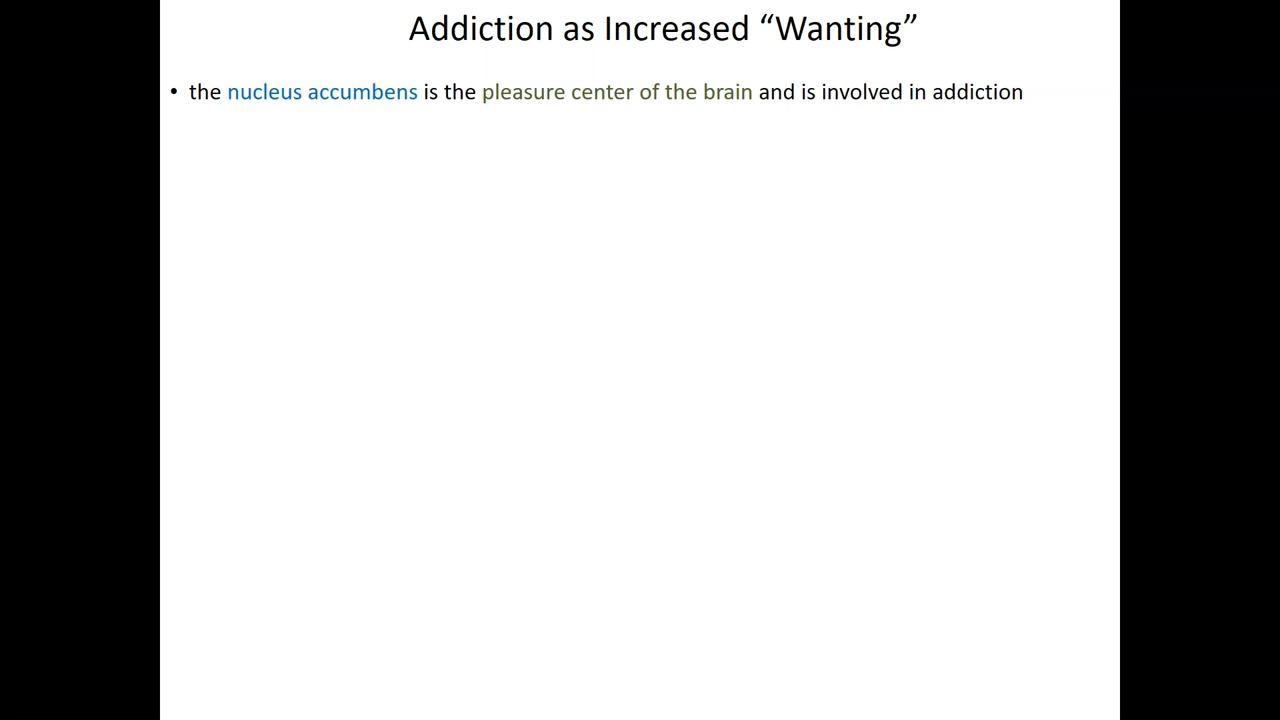 Addiction as Increased “Wanting”
• the nucleus accumbens is the pleasure center of the brain and is involved in addiction